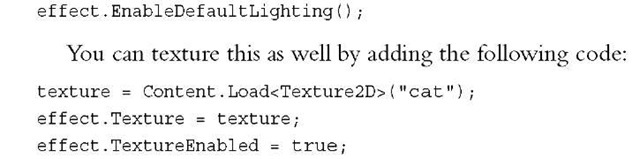 effect.EnableDefaultLighting();
You can texture this as well by adding the following code:
texture = Content.Load<Texture2D>("cat");
effect.Texture = texture;
effect.TextureEnabled = true;